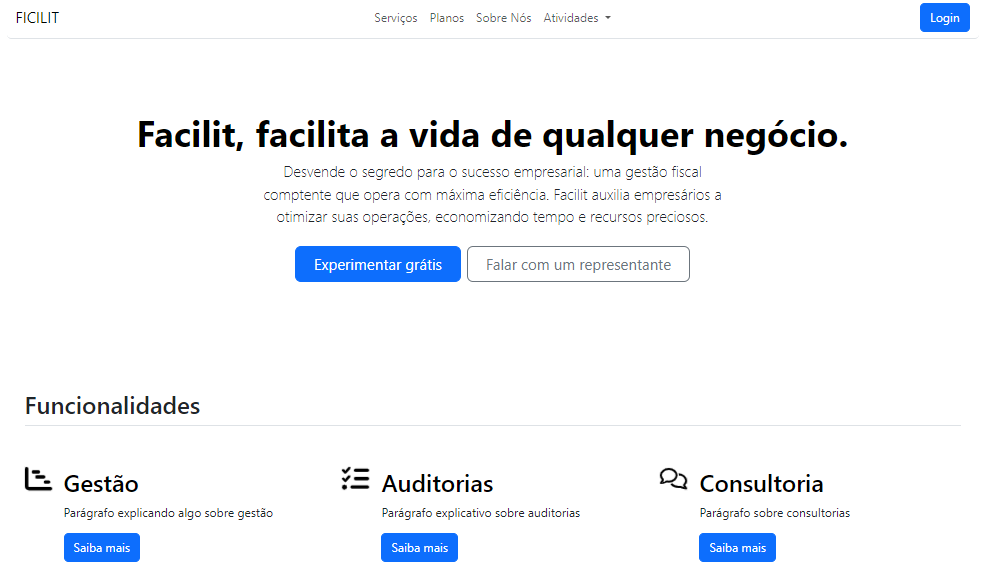 FICILIT
Serviços Planos Sobre Nós Atividades
Login
Facilit, facilita a vida de qualquer negócio.
Desvende o segredo para o sucesso empresarial: uma gestão fiscal
comptente que opera com máxima eficiência. Facilit auxilia empresários a
otimizar suas operações, economizando tempo e recursos preciosos.
Experimentar grátis Falar com um representante
Funcionalidades
Gestão
Parágrafo explicando algo sobre gestão
Saiba mais
Auditorias
Parágrafo explicativo sobre auditorias
Saiba mais
Consultoria
Parágrafo sobre consultorias
Saiba mais